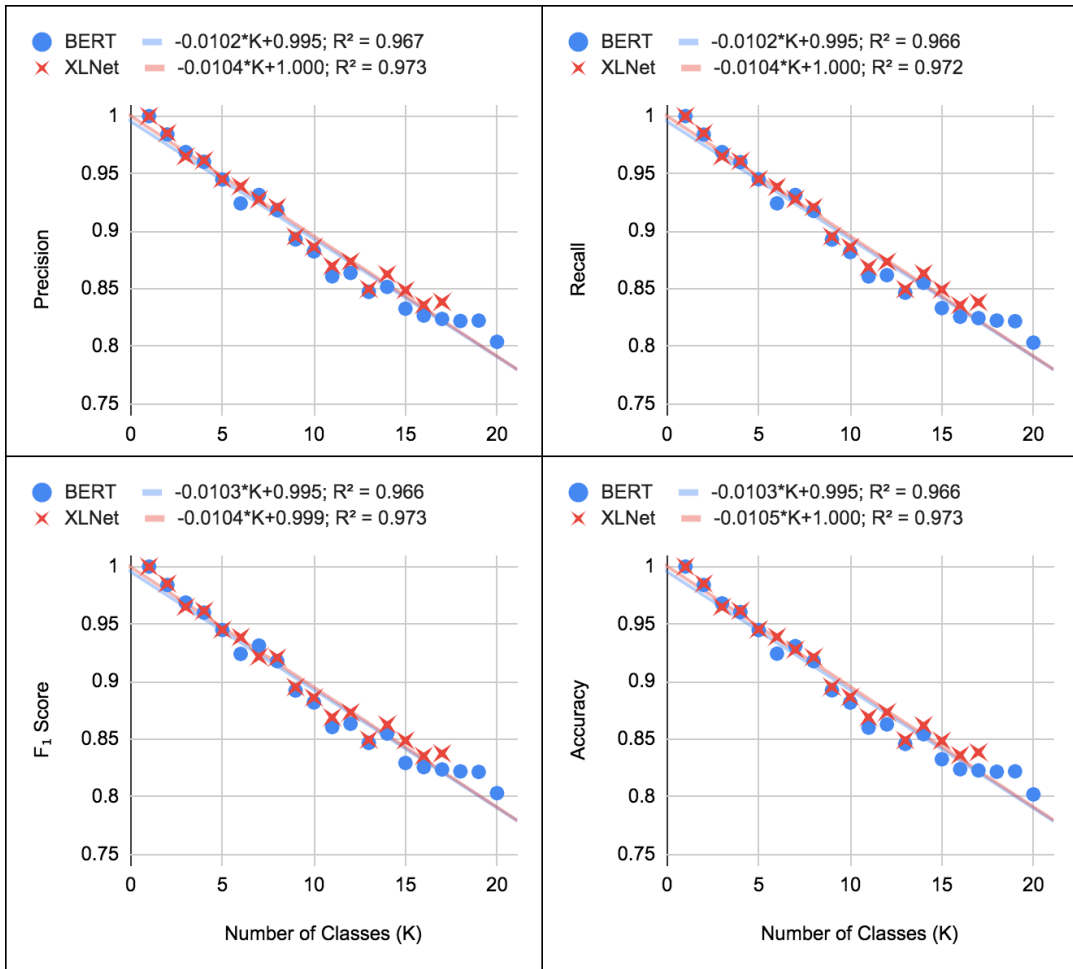 BERT -0.0102*K+0.995; R² = 0.967
XLNet -0.0104*K+1.000; R² = 0.973
1
0.95
0.9
0.85
0.8
0.75
Precision
0 5 10 15 20
BERT -0.0102*K+0.995; R² = 0.966
XLNet -0.0104*K+1.000; R² = 0.972
1
0.95
0.9
0.85
0.8
0.75
Recall
0 5 10 15 20
BERT -0.0103*K+0.995; R² = 0.966
XLNet -0.0104*K+0.999; R² = 0.973
1
0.95
0.9
0.85
0.8
0.75
F₁ Score
0 5 10 15 20
Number of Classes (K)
BERT -0.0103*K+0.995; R² = 0.966
XLNet -0.0105*K+1.000; R² = 0.973
1
0.95
0.9
0.85
0.8
0.75
Accuracy
0 5 10 15 20
Number of Classes (K)